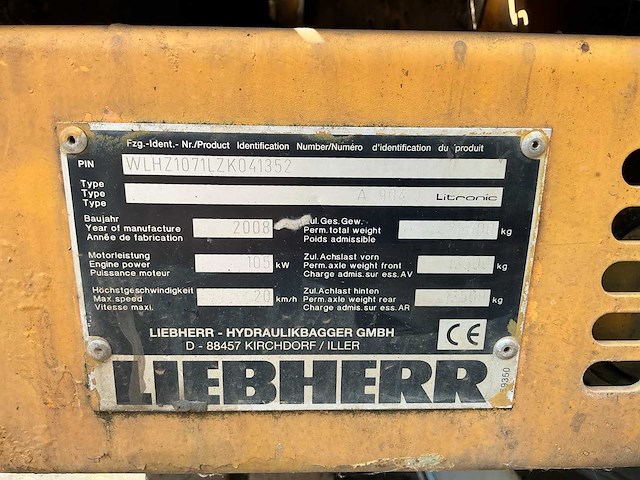 Fzg.-Ident.- Nr./Product Identification Number/Numéro d'identification du produit
PIN WLHZ1071LZK041352
Type
Type
Type
A 904 Litronic
Baujahr
Year of manufacture
Année de fabrication
2008
Zul.Ges.Gew.
Perm.total weight
Poids admissible
kg
Motorleistung
Engine power
Puissance moteur
105 kW
Zul. Achslast vorn
Perm.axle weight front
Charge admis.sur ess.AV
kg
Höchstgeschwindigkeit
Max.speed
Vitesse maxi.
20 km/h
Zul.Achlast hinten
Perm.axle weight rear
Charge admis.sur ess.AR
kg
LIEBHERR - HYDRAULIKBAGGER GMBH
D - 88457 KIRCHDORF / ILLER
CE
LIEBHERR